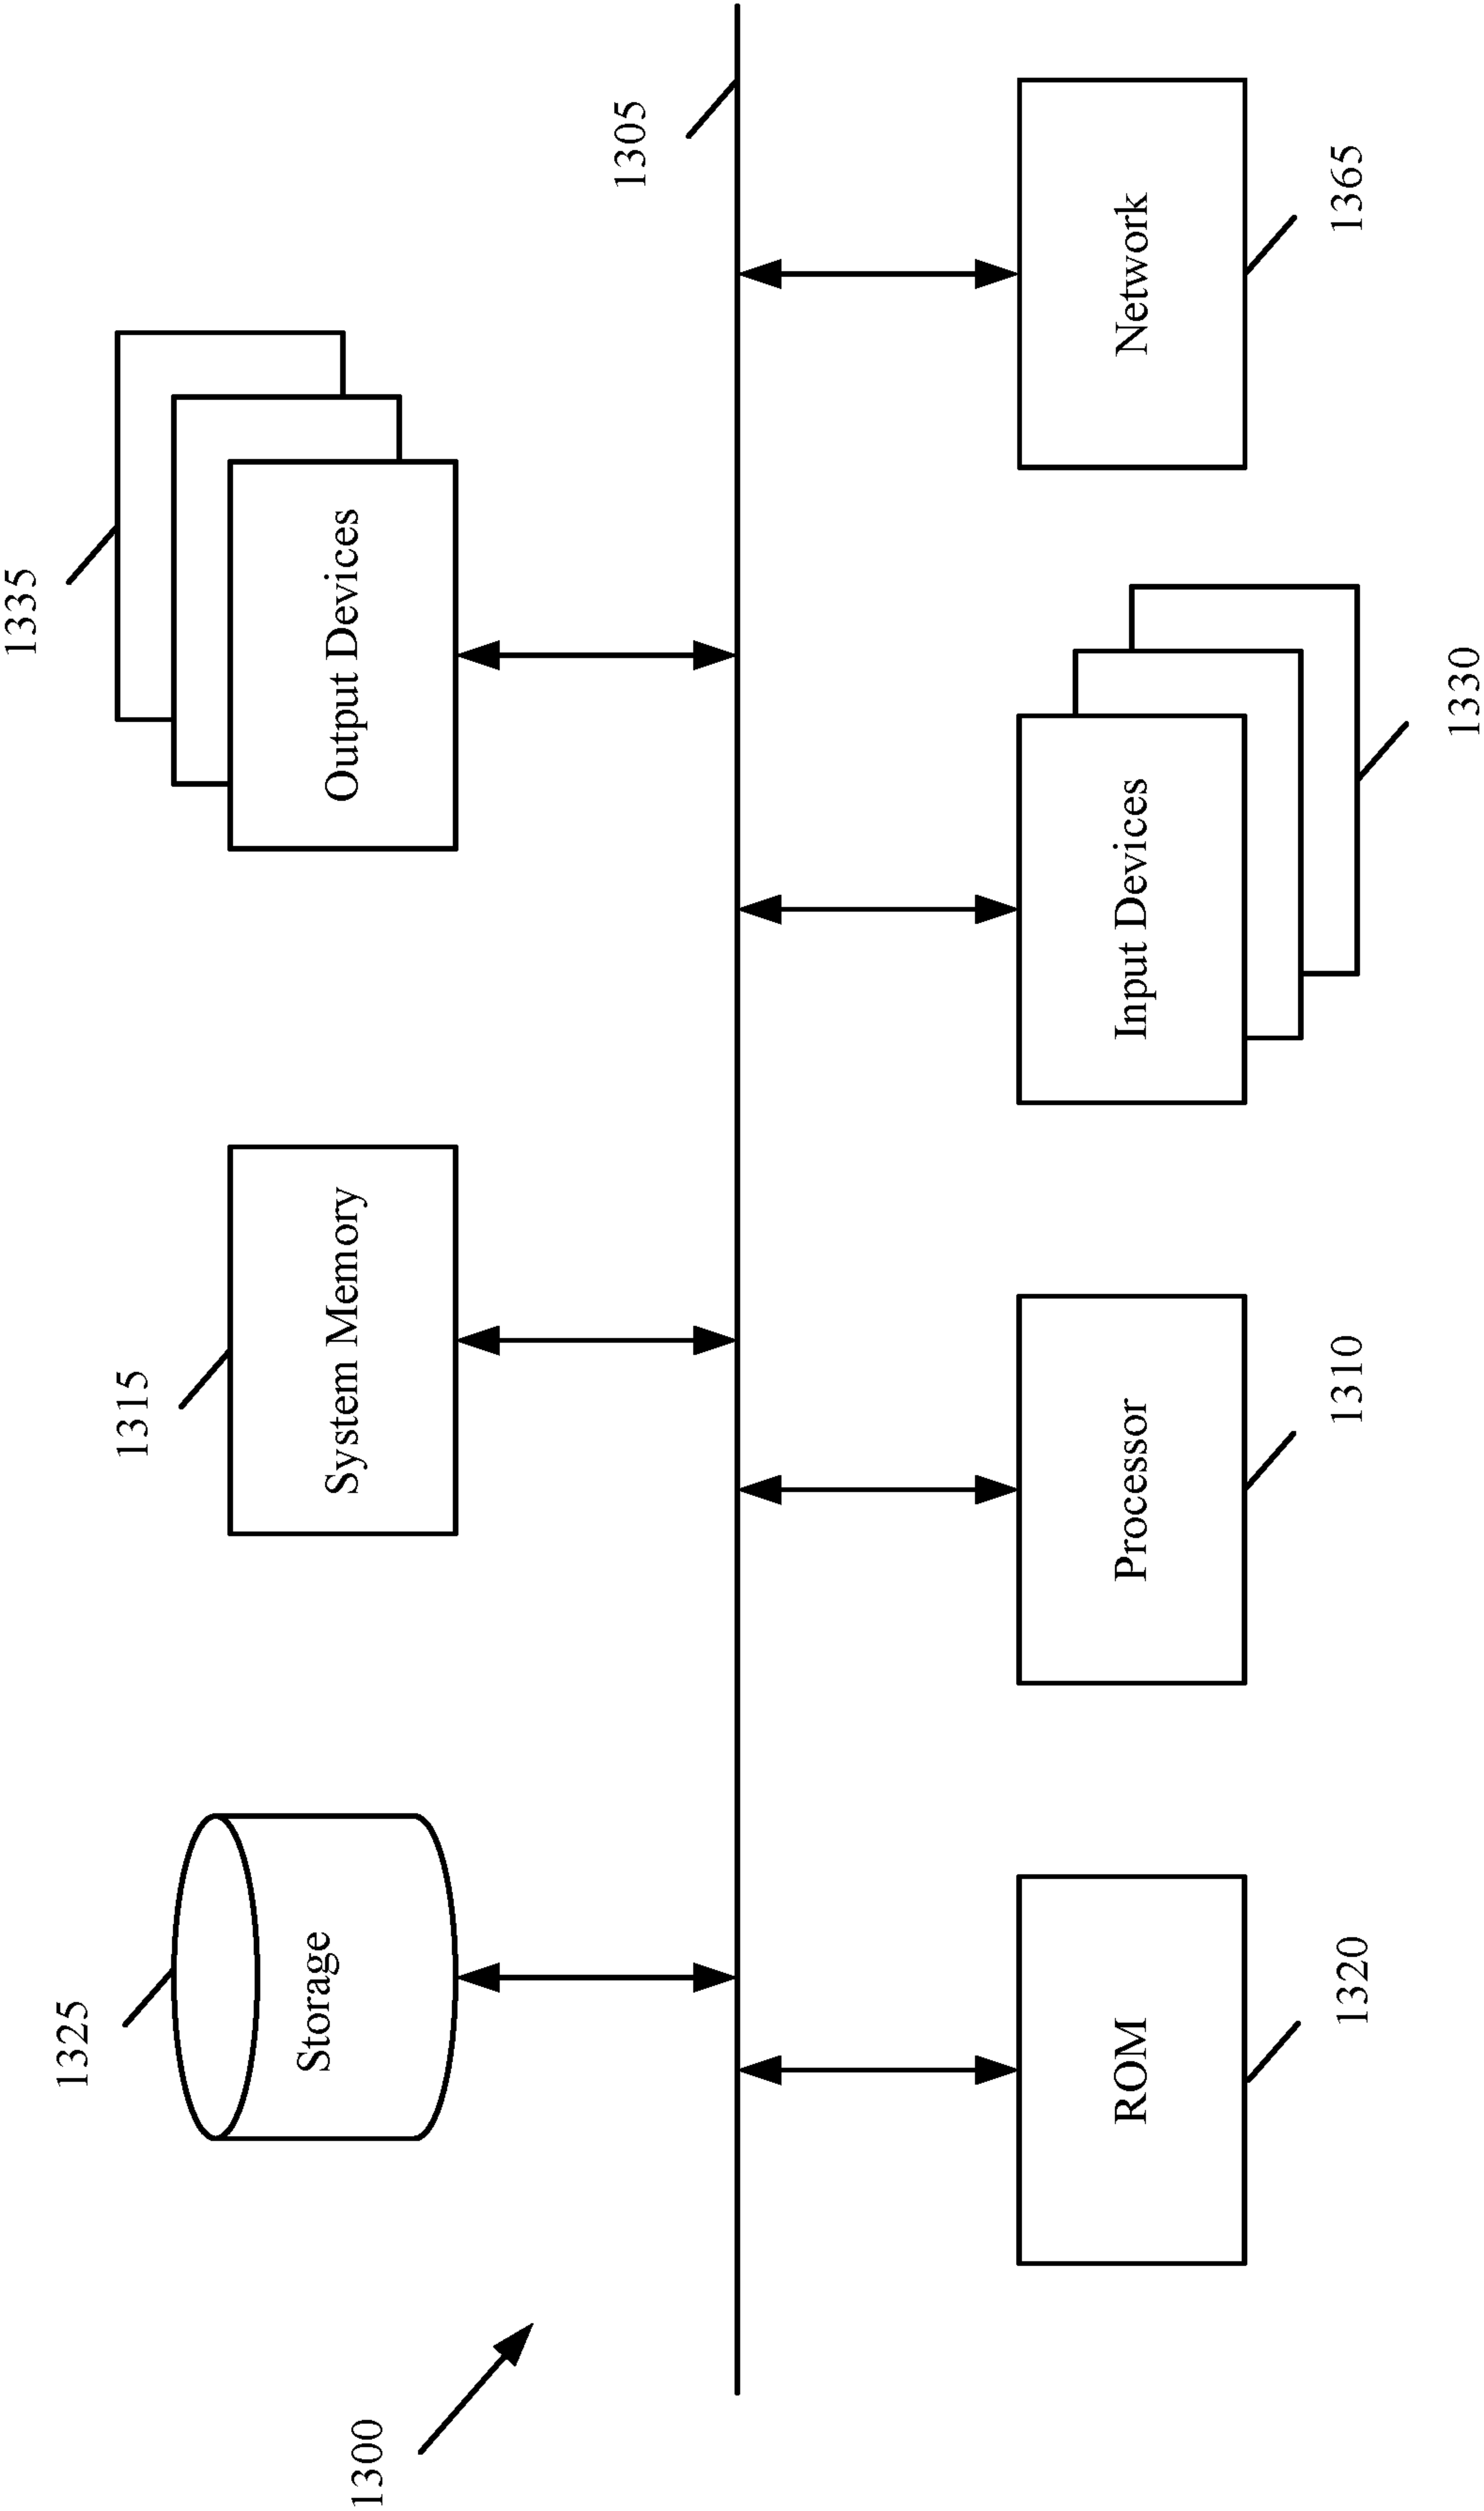 1300
1325
Storage
1315
System Memory
1335
Output Devices
1305
ROM
1320
Processor
1310
Input Devices
1330
Network
1365